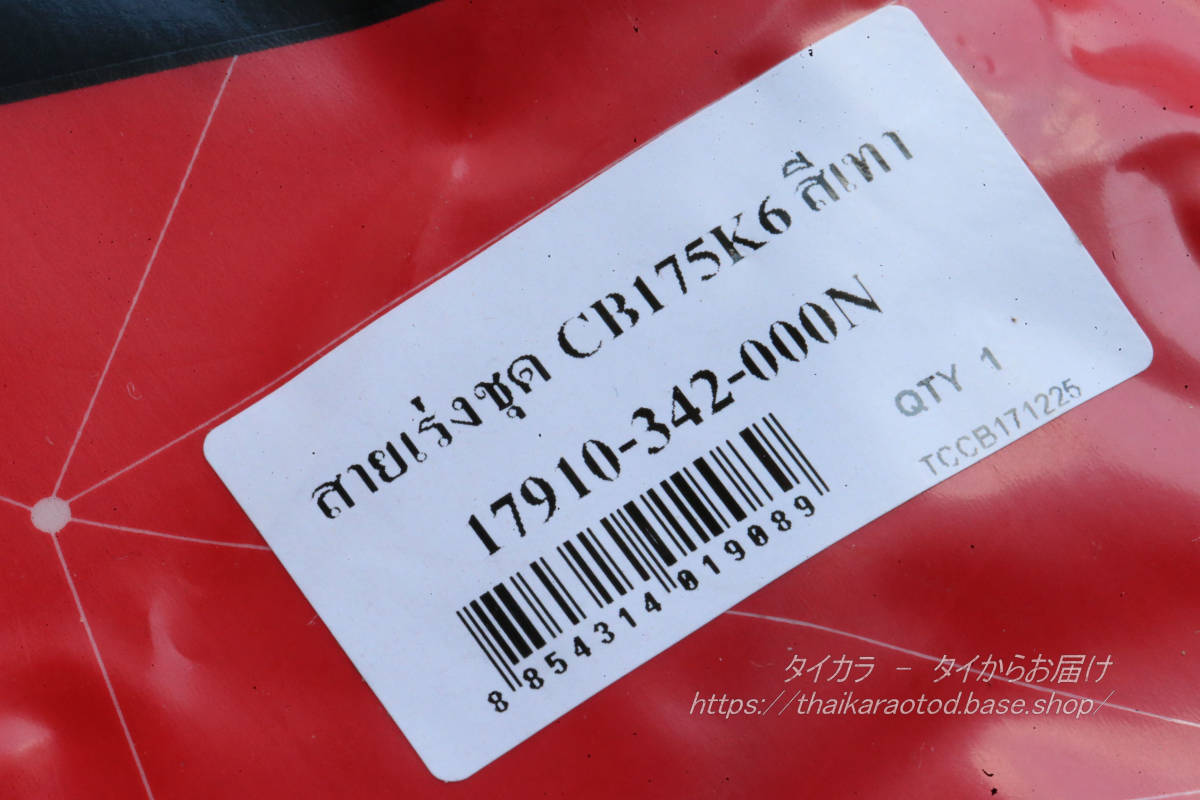 สายเร่งชุด CB175K6 สีเทา
17910-342-000N
QTY 1
TCCB171225
8 854314 019089
タイカラ － タイからお届け
https://thaikaraotod.base.shop/